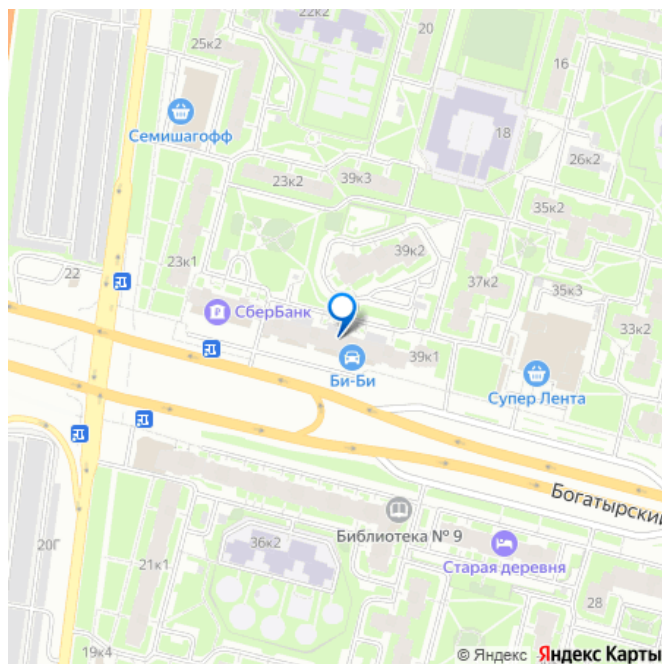 22к2
20
25к2
16
Семишагофф
18
26к2
23к2
39к3
35к2
23к1
39к2
37к2
22
35к3
СберБанк
33к2
39к1
Би-Би
Супер Лента
Богатырский
Библиотека № 9
20Г
36к2
21к1
Старая деревня
28
19к4
© Яндекс Яндекс Карты